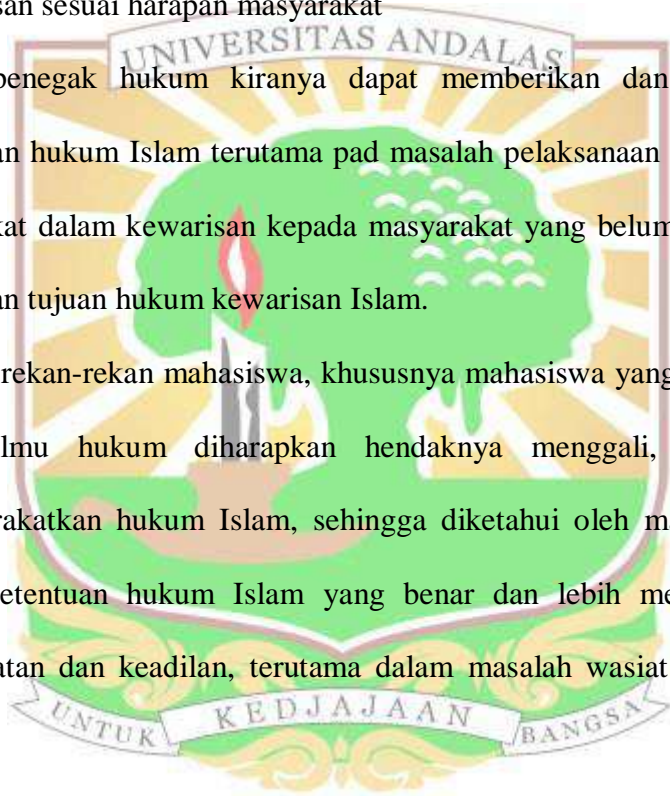 san sesuai harapan masyarakat
UNIVERSITAS ANDALAS
penegak hukum kiranya dapat memberikan dan
an hukum Islam terutama pad masalah pelaksanaan
kat dalam kewarisan kepada masyarakat yang belum
an tujuan hukum kewarisan Islam.
rekan-rekan mahasiswa, khususnya mahasiswa yang
lmu hukum diharapkan hendaknya menggali,
rakatkan hukum Islam, sehingga diketahui oleh m
etentuan hukum Islam yang benar dan lebih me
atan dan keadilan, terutama dalam masalah wasiat
UNTUK KEDJAJAAN BANGSA